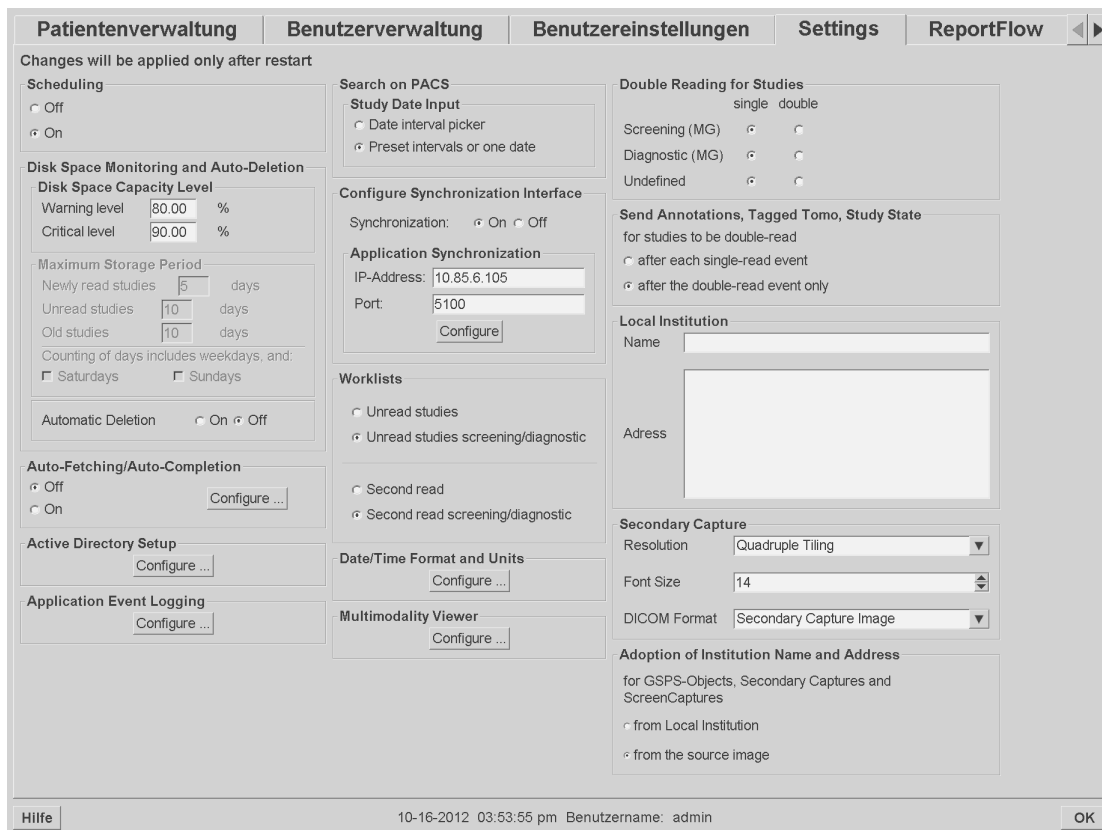 Patientenverwaltung Benutzerverwaltung Benutzereinstellungen Settings ReportFlow
Changes will be applied only after restart
Scheduling
Off
On
Disk Space Monitoring and Auto-Deletion
Disk Space Capacity Level
Warning level 80.00 %
Critical level 90.00 %
Maximum Storage Period
Newly read studies 5 days
Unread studies 10 days
Old studies 10 days
Counting of days includes weekdays, and:
Saturdays Sundays
Automatic Deletion On Off
Auto-Fetching/Auto-Completion
Off
On
Configure ...
Active Directory Setup
Configure ...
Application Event Logging
Configure ...
Search on PACS
Study Date Input
Date interval picker
Preset intervals or one date
Configure Synchronization Interface
Synchronization: On Off
Application Synchronization
IP-Address: 10.85.6.105
Port: 5100
Configure
Worklists
Unread studies
Unread studies screening/diagnostic
Second read
Second read screening/diagnostic
Date/Time Format and Units
Configure ...
Multimodality Viewer
Configure ...
Double Reading for Studies
single double
Screening (MG)
Diagnostic (MG)
Undefined
Send Annotations, Tagged Tomo, Study State
for studies to be double-read
after each single-read event
after the double-read event only
Local Institution
Name
Adress
Secondary Capture
Resolution Quadruple Tiling
Font Size 14
DICOM Format Secondary Capture Image
Adoption of Institution Name and Address
for GSPS-Objects, Secondary Captures and
ScreenCaptures
from Local Institution
from the source image
Hilfe 10-16-2012 03:53:55 pm Benutzername: admin OK